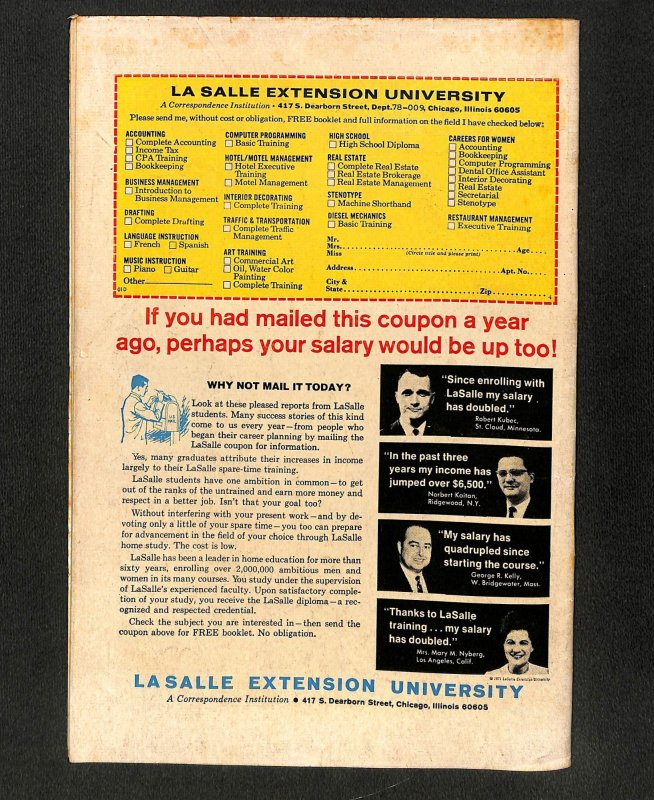 LA SALLE EXTENSION UNIVERSITY
A Correspondence Institution • 417 S. Dearborn Street, Dept. 78-009, Chicago, Illinois 60605
Please send me, without cost or obligation, FREE booklet and full information on the field I have checked below:
ACCOUNTING
Complete Accounting
Income Tax
CPA Training
Bookkeeping
BUSINESS MANAGEMENT
Introduction to
Business Management
DRAFTING
Complete Drafting
LANGUAGE INSTRUCTION
French Spanish
MUSIC INSTRUCTION
Piano Guitar
Other
010
COMPUTER PROGRAMMING
Basic Training
HOTEL/MOTEL MANAGEMENT
Hotel Executive
Training
Motel Management
INTERIOR DECORATING
Complete Training
TRAFFIC & TRANSPORTATION
Complete Traffic
Management
ART TRAINING
Commercial Art
Oil, Water Color
Painting
Complete Training
HIGH SCHOOL
High School Diploma
REAL ESTATE
Complete Real Estate
Real Estate Brokerage
Real Estate Management
STENOTYPE
Machine Shorthand
DIESEL MECHANICS
Basic Training
CAREERS FOR WOMEN
Accounting
Bookkeeping
Computer Programming
Dental Office Assistant
Interior Decorating
Real Estate
Secretarial
Stenotype
RESTAURANT MANAGEMENT
Executive Training
Mr.
Mrs. Age
Miss (Circle title and please print)
Address Apt. No.
City &
State Zip
If you had mailed this coupon a year
ago, perhaps your salary would be up too!
WHY NOT MAIL IT TODAY?
U S
MAIL
Look at these pleased reports from LaSalle
students. Many success stories of this kind
come to us every year—from people who
began their career planning by mailing the
LaSalle coupon for information.
Yes, many graduates attribute their increases in income
largely to their LaSalle spare-time training.
LaSalle students have one ambition in common—to get
out of the ranks of the untrained and earn more money and
respect in a better job. Isn't that your goal too?
Without interfering with your present work—and by de-
voting only a little of your spare time—you too can prepare
for advancement in the field of your choice through LaSalle
home study. The cost is low.
LaSalle has been a leader in home education for more than
sixty years, enrolling over 2,000,000 ambitious men and
women in its many courses. You study under the supervision
of LaSalle's experienced faculty. Upon satisfactory comple-
tion of your study, you receive the LaSalle diploma—a rec-
ognized and respected credential.
Check the subject you are interested in—then send the
coupon above for FREE booklet. No obligation.
"Since enrolling with
LaSalle my salary
has doubled."
Robert Kubec,
St. Cloud, Minnesota.
"In the past three
years my income has
jumped over $6,500."
Norbert Kaitan,
Ridgewood, N.Y.
"My salary has
quadrupled since
starting the course."
George R. Kelly,
W. Bridgewater, Mass.
"Thanks to LaSalle
training ... my salary
has doubled."
Mrs. Mary M. Nyberg,
Los Angeles, Calif.
© 1971 LaSalle Extension University
LA SALLE EXTENSION UNIVERSITY
A Correspondence Institution • 417 S. Dearborn Street, Chicago, Illinois 60605